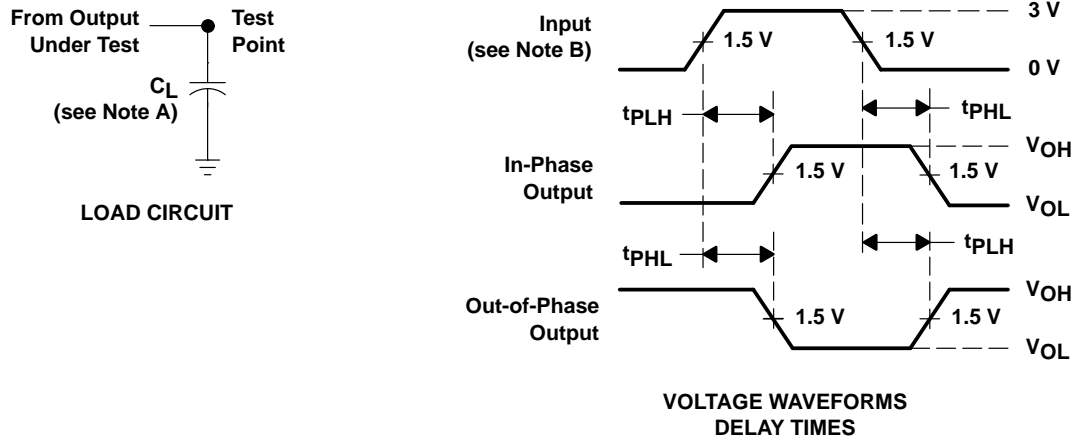 From Output
Under Test
Test
Point
CL
(see Note A)
LOAD CIRCUIT
Input
(see Note B)
1.5 V
1.5 V
3 V
0 V
tPLH
tPHL
In-Phase
Output
1.5 V
1.5 V
VOH
VOL
tPHL
tPLH
Out-of-Phase
Output
1.5 V
1.5 V
VOH
VOL
VOLTAGE WAVEFORMS
DELAY TIMES